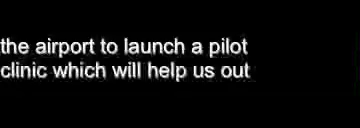 the airport to launch a pilot
clinic which will help us out